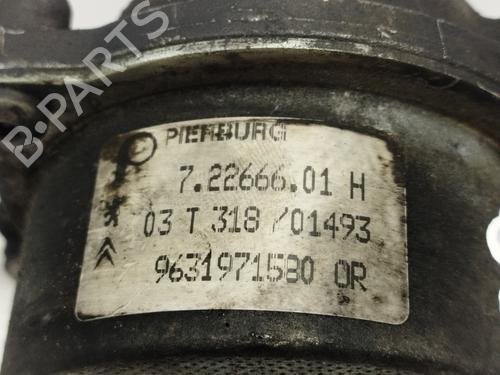 B-PARTS
PIERBURG
7.22666.01 H
03 T 318 /01493
9631971580 OR